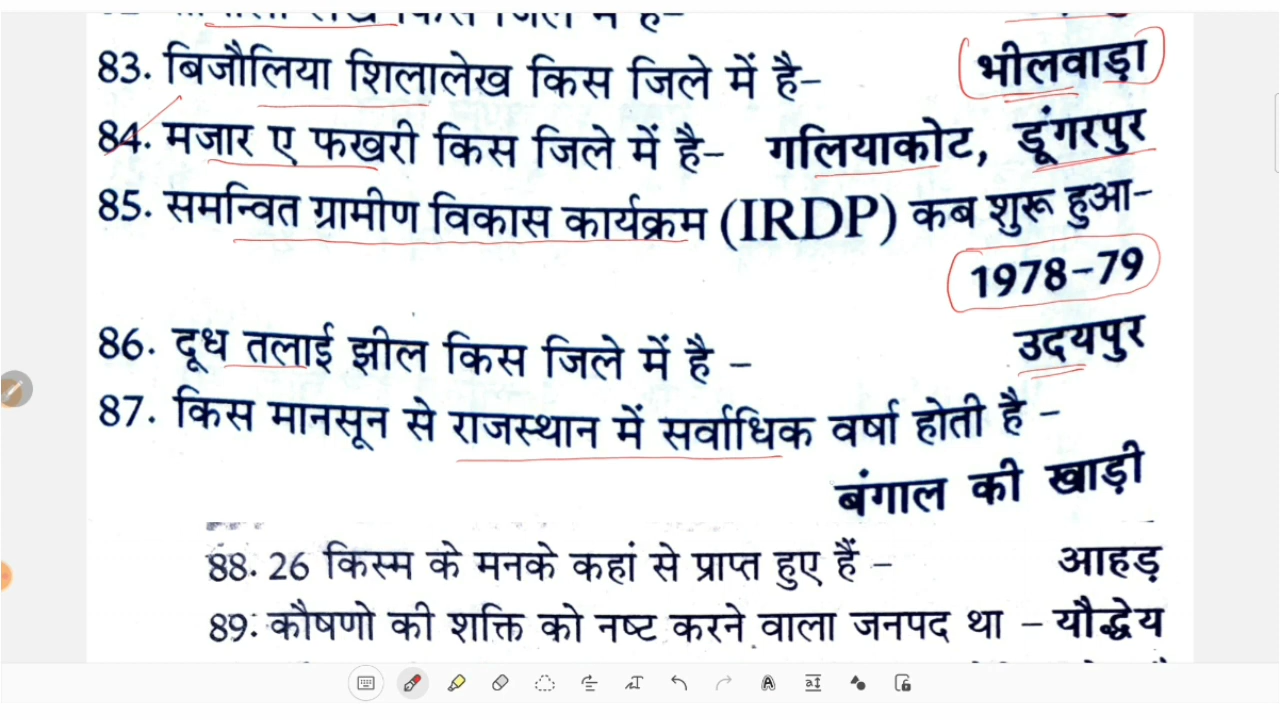 किस जिले में है-
83. बिजौलिया शिलालेख किस जिले में है- भीलवाड़ा
84. मजार ए फखरी किस जिले में है- गलियाकोट, डूंगरपुर
85. समन्वित ग्रामीण विकास कार्यक्रम (IRDP) कब शुरू हुआ-
1978-79
86. दूध तलाई झील किस जिले में है - उदयपुर
87. किस मानसून से राजस्थान में सर्वाधिक वर्षा होती है -
बंगाल की खाड़ी
88. 26 किस्म के मनके कहां से प्राप्त हुए हैं - आहड़
89. कौषणो की शक्ति को नष्ट करने वाला जनपद था - यौद्धेय